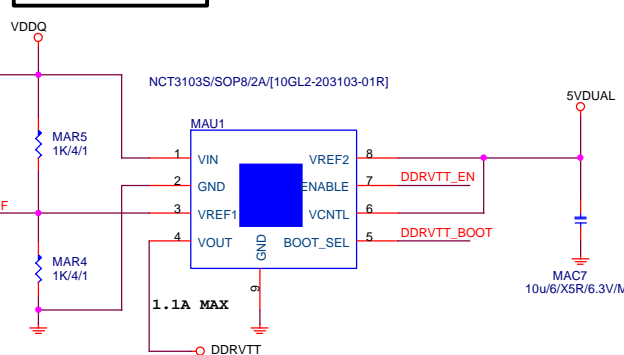 VDDQ
NCT3103S/SOP8/2A/[10GL2-203103-01R]
5VDUAL
MAR5
1K/4/1
MAU1
1 VIN VREF2 8
2 GND ENABLE 7 DDRVTT_EN
F 3 VREF1 VCNTL 6
4 VOUT BOOT_SEL 5 DDRVTT_BOOT
GND
9
MAR4
1K/4/1
MAC7
10u/6/X5R/6.3V/M
1.1A MAX
DDRVTT